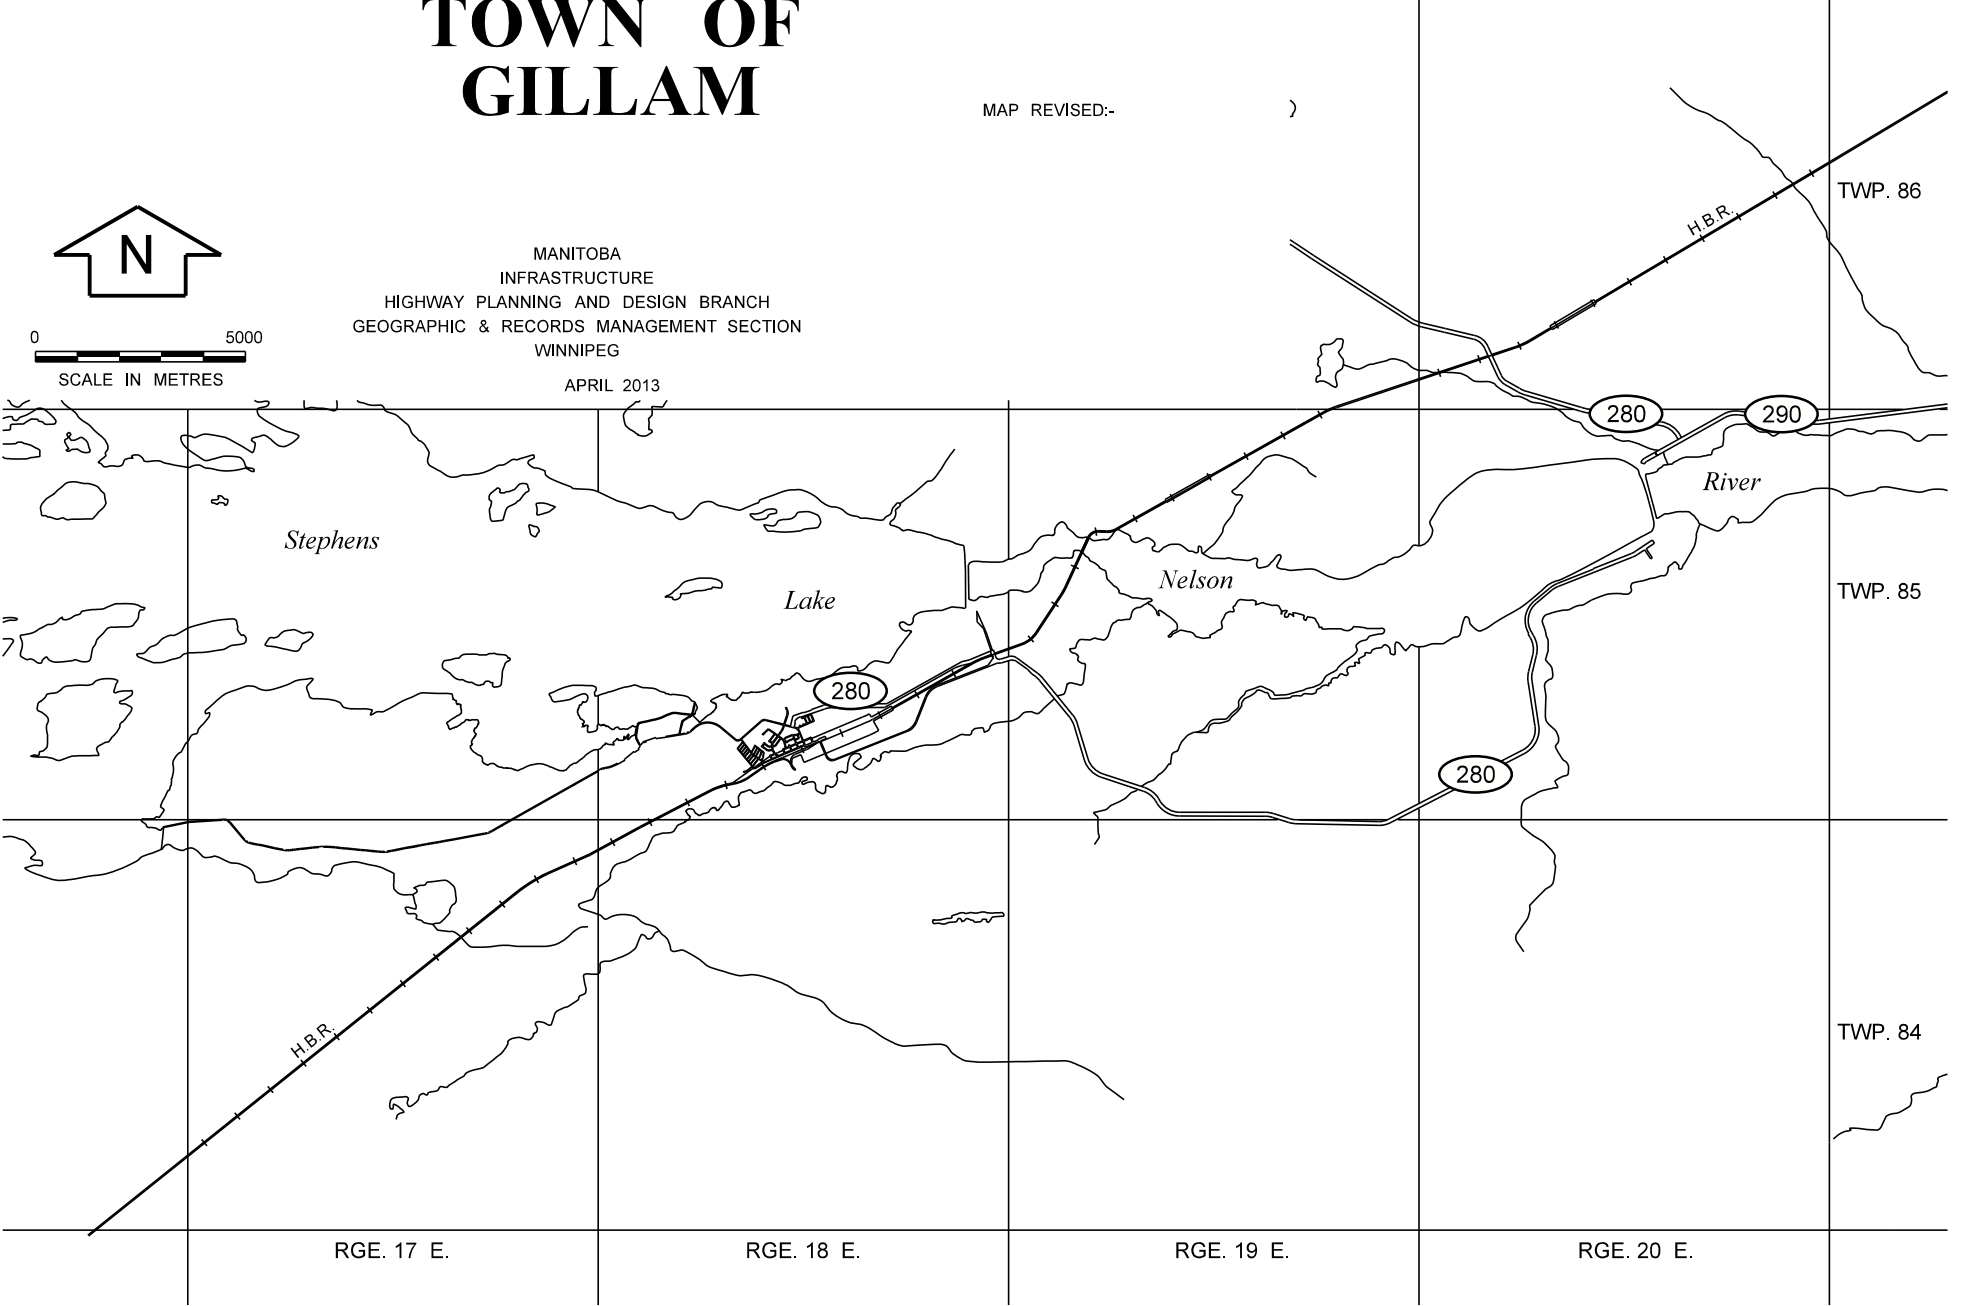 TOWN OF
GILLAM
MAP REVISED:-
TWP. 86
H.B.R.
N
MANITOBA
INFRASTRUCTURE
HIGHWAY PLANNING AND DESIGN BRANCH
GEOGRAPHIC & RECORDS MANAGEMENT SECTION
WINNIPEG
APRIL 2013
0 5000
SCALE IN METRES
280
290
River
Stephens
Lake
Nelson
TWP. 85
280
280
H.B.R.
TWP. 84
RGE. 17 E.
RGE. 18 E.
RGE. 19 E.
RGE. 20 E.